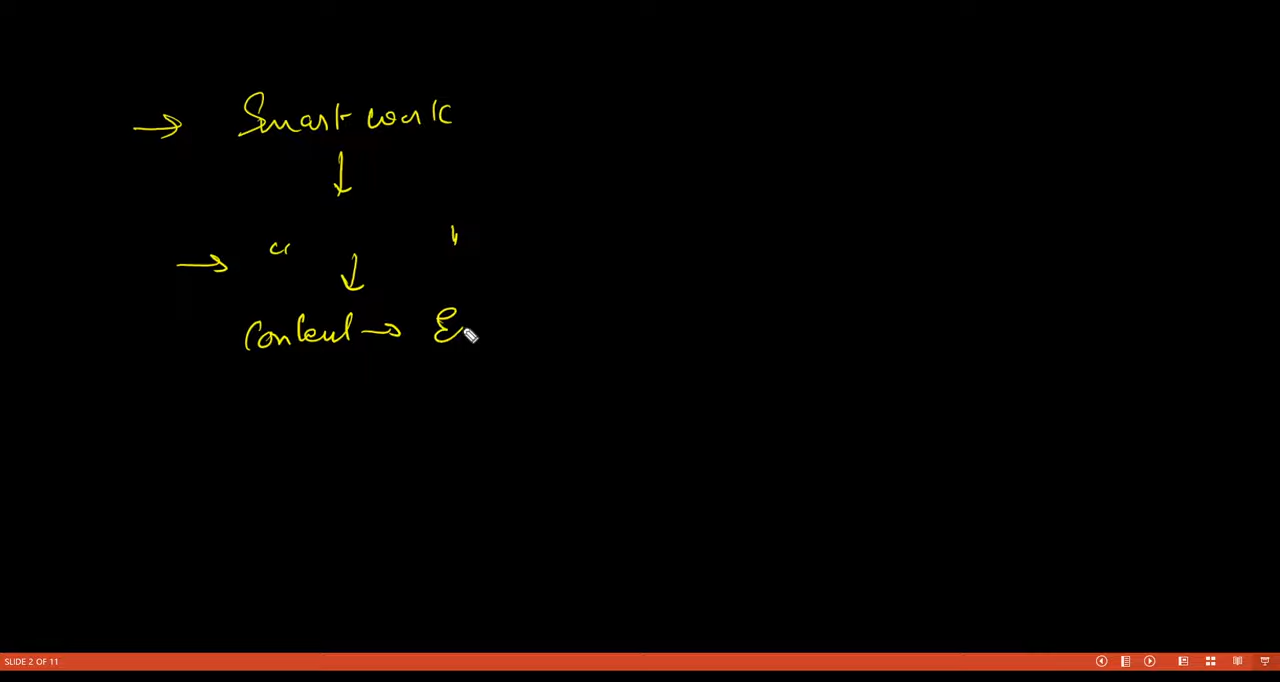 → Smart work
↓
→ " "
↓
Content → E
SLIDE 2 OF 11